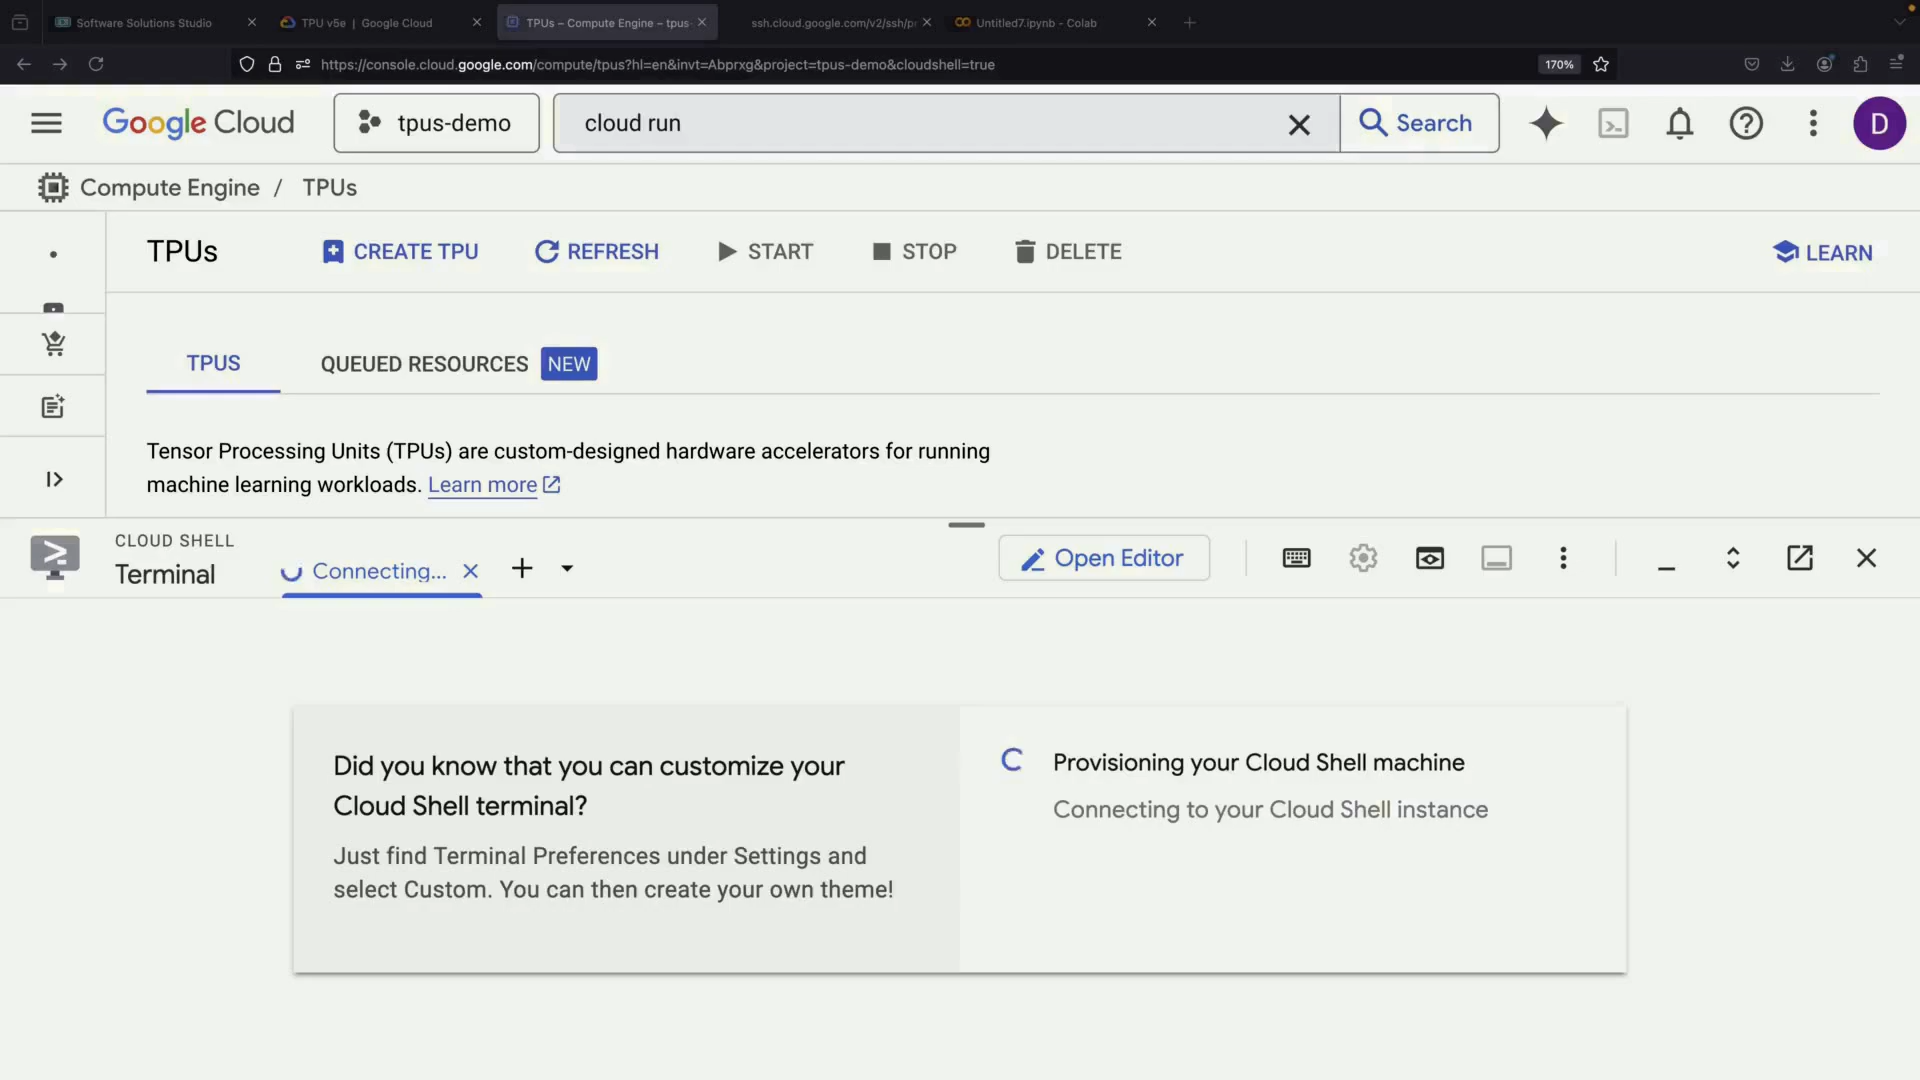 Software Solutions Studio
TPU v5e | Google Cloud
TPUs – Compute Engine – tpus-
ssh.cloud.google.com/v2/ssh/p
Untitled7.ipynb - Colab
https://console.cloud.google.com/compute/tpus?hl=en&invt=Abprxg&project=tpus-demo&cloudshell=true
170%
Google Cloud
tpus-demo
cloud run
Search
D
Compute Engine / TPUs
TPUs
CREATE TPU
REFRESH
START
STOP
DELETE
LEARN
TPUS
QUEUED RESOURCES
NEW
Tensor Processing Units (TPUs) are custom-designed hardware accelerators for running
machine learning workloads. Learn more
CLOUD SHELL
Terminal
Connecting...
Open Editor
Did you know that you can customize your
Cloud Shell terminal?
Just find Terminal Preferences under Settings and
select Custom. You can then create your own theme!
Provisioning your Cloud Shell machine
Connecting to your Cloud Shell instance